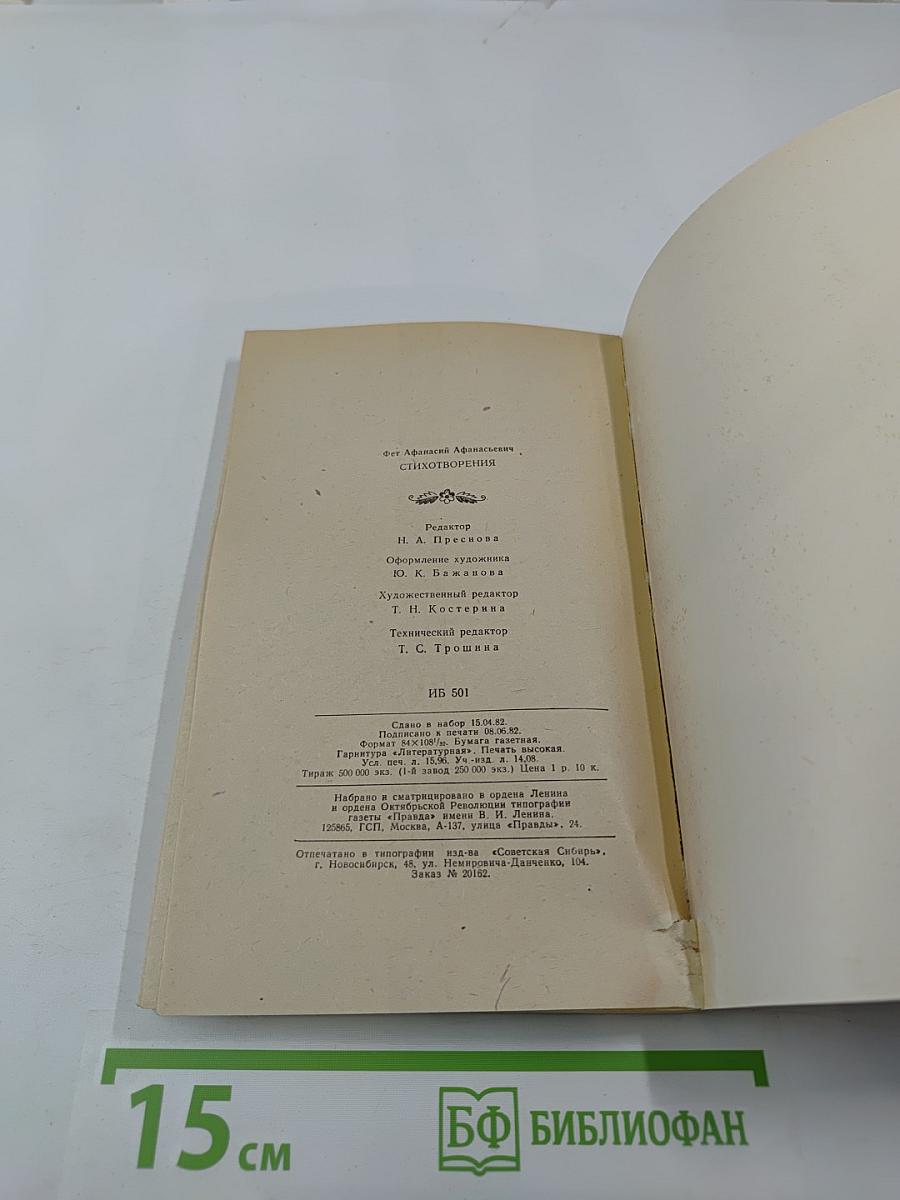 Фет Афанасий Афанасьевич
СТИХОТВОРЕНИЯ
Редактор
Н. А. Преснова
Оформление художника
Ю. К. Бажанова
Художественный редактор
Т. Н. Костерина
Технический редактор
Т. С. Трошина
ИБ 501
Сдано в набор 15.04.82.
Подписано к печати 08.06.82.
Формат 84×108¹/₃₂. Бумага газетная.
Гарнитура «Литературная». Печать высокая.
Усл. печ. л. 15,96. Уч.-изд. л. 14,08.
Тираж 500 000 экз. (1-й завод 250 000 экз.) Цена 1 р. 10 к.
Набрано и сматрицировано в ордена Ленина
и ордена Октябрьской Революции типографии
газеты «Правда» имени В. И. Ленина.
125865, ГСП, Москва, А-137, улица «Правды», 24.
Отпечатано в типографии изд-ва «Советская Сибирь»,
г. Новосибирск, 48, ул. Немировича-Данченко, 104.
Заказ № 20162.
15 см
БФ БИБЛИОФАН